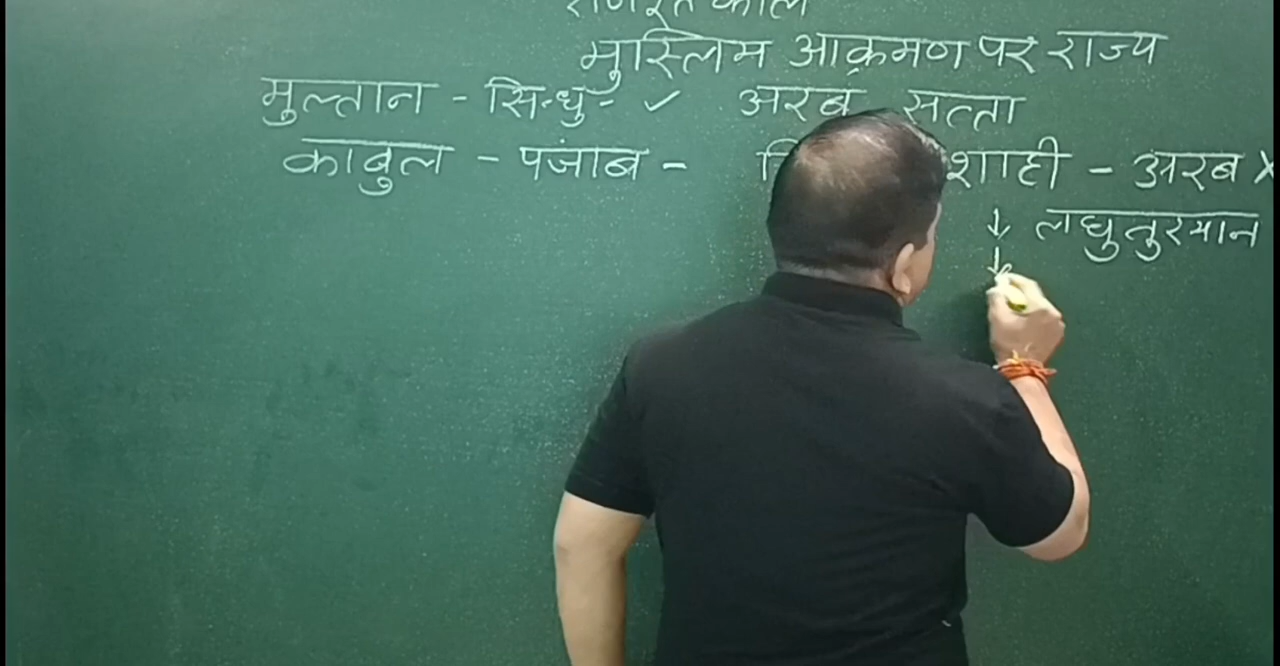 मुस्लिम आक्रमण पर राज्य
मुल्तान - सिन्धु - ✓ अरब सत्ता
काबुल - पंजाब - शाही - अरब X
↓ लघुतुरमान
↓